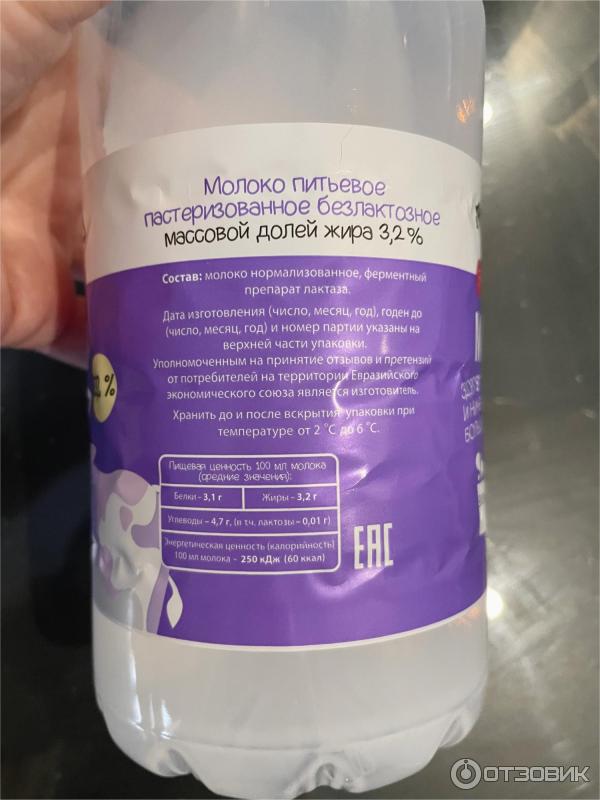 Молоко питьевое
пастеризованное безлактозное
массовой долей жира 3,2%
Состав: молоко нормализованное, ферментный
препарат лактаза.
Дата изготовления (число, месяц, год), годен до
(число, месяц, год) и номер партии указаны на
верхней части упаковки.
Уполномоченным на принятие отзывов и претензий
от потребителей на территории Евразийского
экономического союза является изготовитель.
Хранить до и после вскрытия упаковки при
температуре от 2 °C до 6 °C.
Пищевая ценность 100 мл молока
(средние значения):
Белки – 3,1 г
Жиры – 3,2 г
Углеводы – 4,7 г, (в т.ч. лактозы – 0,01 г)
Энергетическая ценность (калорийность)
100 мл молока – 250 кДж (60 ккал)
EAC
%
ОТЗОВИК